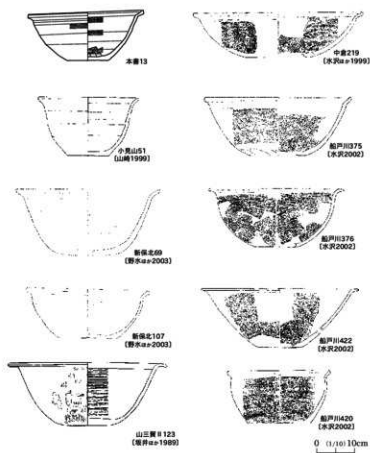 本書13
中倉219
[水沢ほか1999]
小見山51
[山崎1999]
船戸川375
[水沢2002]
新保北69
[野水ほか2003]
船戸川376
[水沢2002]
新保北107
[野水ほか2003]
船戸川422
[水沢2002]
山三賀Ⅱ123
[坂井ほか1989]
船戸川420
[水沢2002]
0 (1/10) 10cm